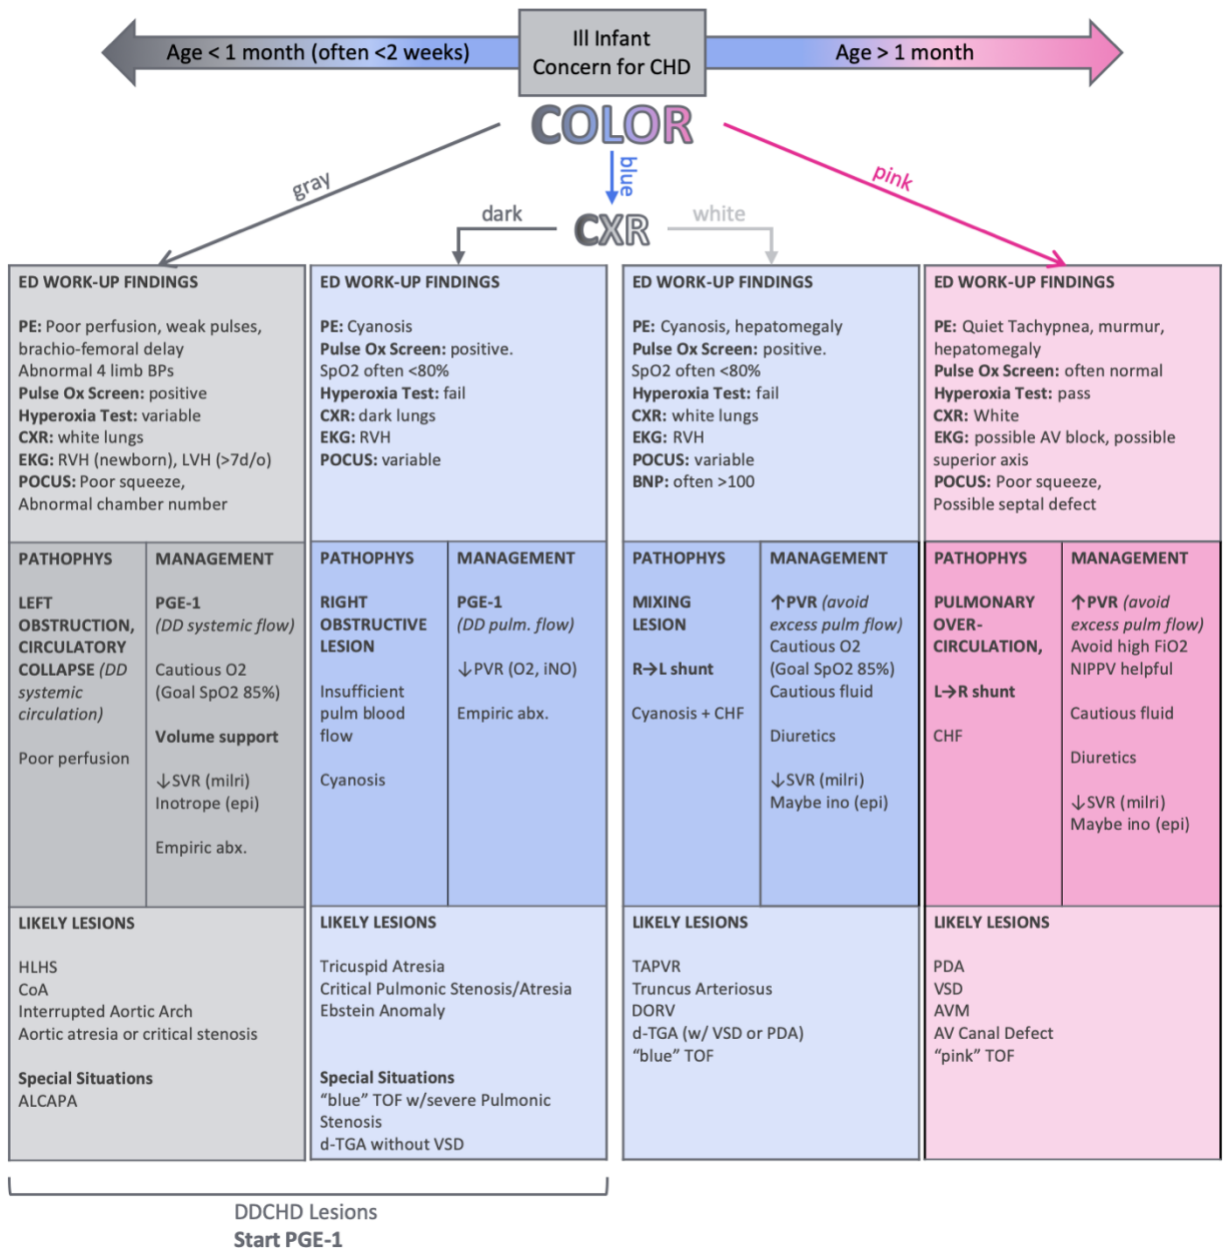 Age < 1 month (often <2 weeks)
Ill Infant
Concern for CHD
Age > 1 month
COLOR
gray
blue
pink
dark
CXR
white
ED WORK-UP FINDINGS
PE: Poor perfusion, weak pulses,
brachio-femoral delay
Abnormal 4 limb BPs
Pulse Ox Screen: positive
Hyperoxia Test: variable
CXR: white lungs
EKG: RVH (newborn), LVH (>7d/o)
POCUS: Poor squeeze,
Abnormal chamber number
PATHOPHYS
LEFT
OBSTRUCTION,
CIRCULATORY
COLLAPSE (DD
systemic
circulation)
Poor perfusion
MANAGEMENT
PGE-1
(DD systemic flow)
Cautious O2
(Goal SpO2 85%)
Volume support
↓SVR (milri)
Inotrope (epi)
Empiric abx.
LIKELY LESIONS
HLHS
CoA
Interrupted Aortic Arch
Aortic atresia or critical stenosis
Special Situations
ALCAPA
ED WORK-UP FINDINGS
PE: Cyanosis
Pulse Ox Screen: positive.
SpO2 often <80%
Hyperoxia Test: fail
CXR: dark lungs
EKG: RVH
POCUS: variable
PATHOPHYS
RIGHT
OBSTRUCTIVE
LESION
Insufficient
pulm blood
flow
Cyanosis
MANAGEMENT
PGE-1
(DD pulm. flow)
↓PVR (O2, iNO)
Empiric abx.
LIKELY LESIONS
Tricuspid Atresia
Critical Pulmonic Stenosis/Atresia
Ebstein Anomaly
Special Situations
“blue” TOF w/severe Pulmonic
Stenosis
d-TGA without VSD
ED WORK-UP FINDINGS
PE: Cyanosis, hepatomegaly
Pulse Ox Screen: positive.
SpO2 often <80%
Hyperoxia Test: fail
CXR: white lungs
EKG: RVH
POCUS: variable
BNP: often >100
PATHOPHYS
MIXING
LESION
R→L shunt
Cyanosis + CHF
MANAGEMENT
↑PVR (avoid
excess pulm flow)
Cautious O2
(Goal SpO2 85%)
Cautious fluid
Diuretics
↓SVR (milri)
Maybe ino (epi)
LIKELY LESIONS
TAPVR
Truncus Arteriosus
DORV
d-TGA (w/ VSD or PDA)
“blue” TOF
ED WORK-UP FINDINGS
PE: Quiet Tachypnea, murmur,
hepatomegaly
Pulse Ox Screen: often normal
Hyperoxia Test: pass
CXR: White
EKG: possible AV block, possible
superior axis
POCUS: Poor squeeze,
Possible septal defect
PATHOPHYS
PULMONARY
OVER-
CIRCULATION,
L→R shunt
CHF
MANAGEMENT
↑PVR (avoid
excess pulm flow)
Avoid high FiO2
NIPPV helpful
Cautious fluid
Diuretics
↓SVR (milri)
Maybe ino (epi)
LIKELY LESIONS
PDA
VSD
AVM
AV Canal Defect
“pink” TOF
DDCHD Lesions
Start PGE-1